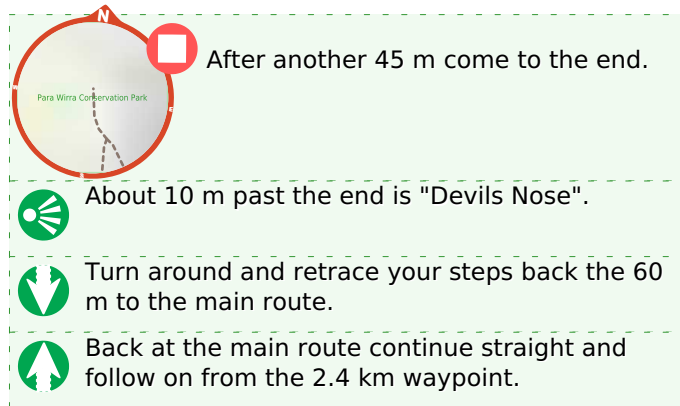 N
After another 45 m come to the end.
Para Wirra Conservation Park
E
S
About 10 m past the end is "Devils Nose".
Turn around and retrace your steps back the 60
m to the main route.
Back at the main route continue straight and
follow on from the 2.4 km waypoint.